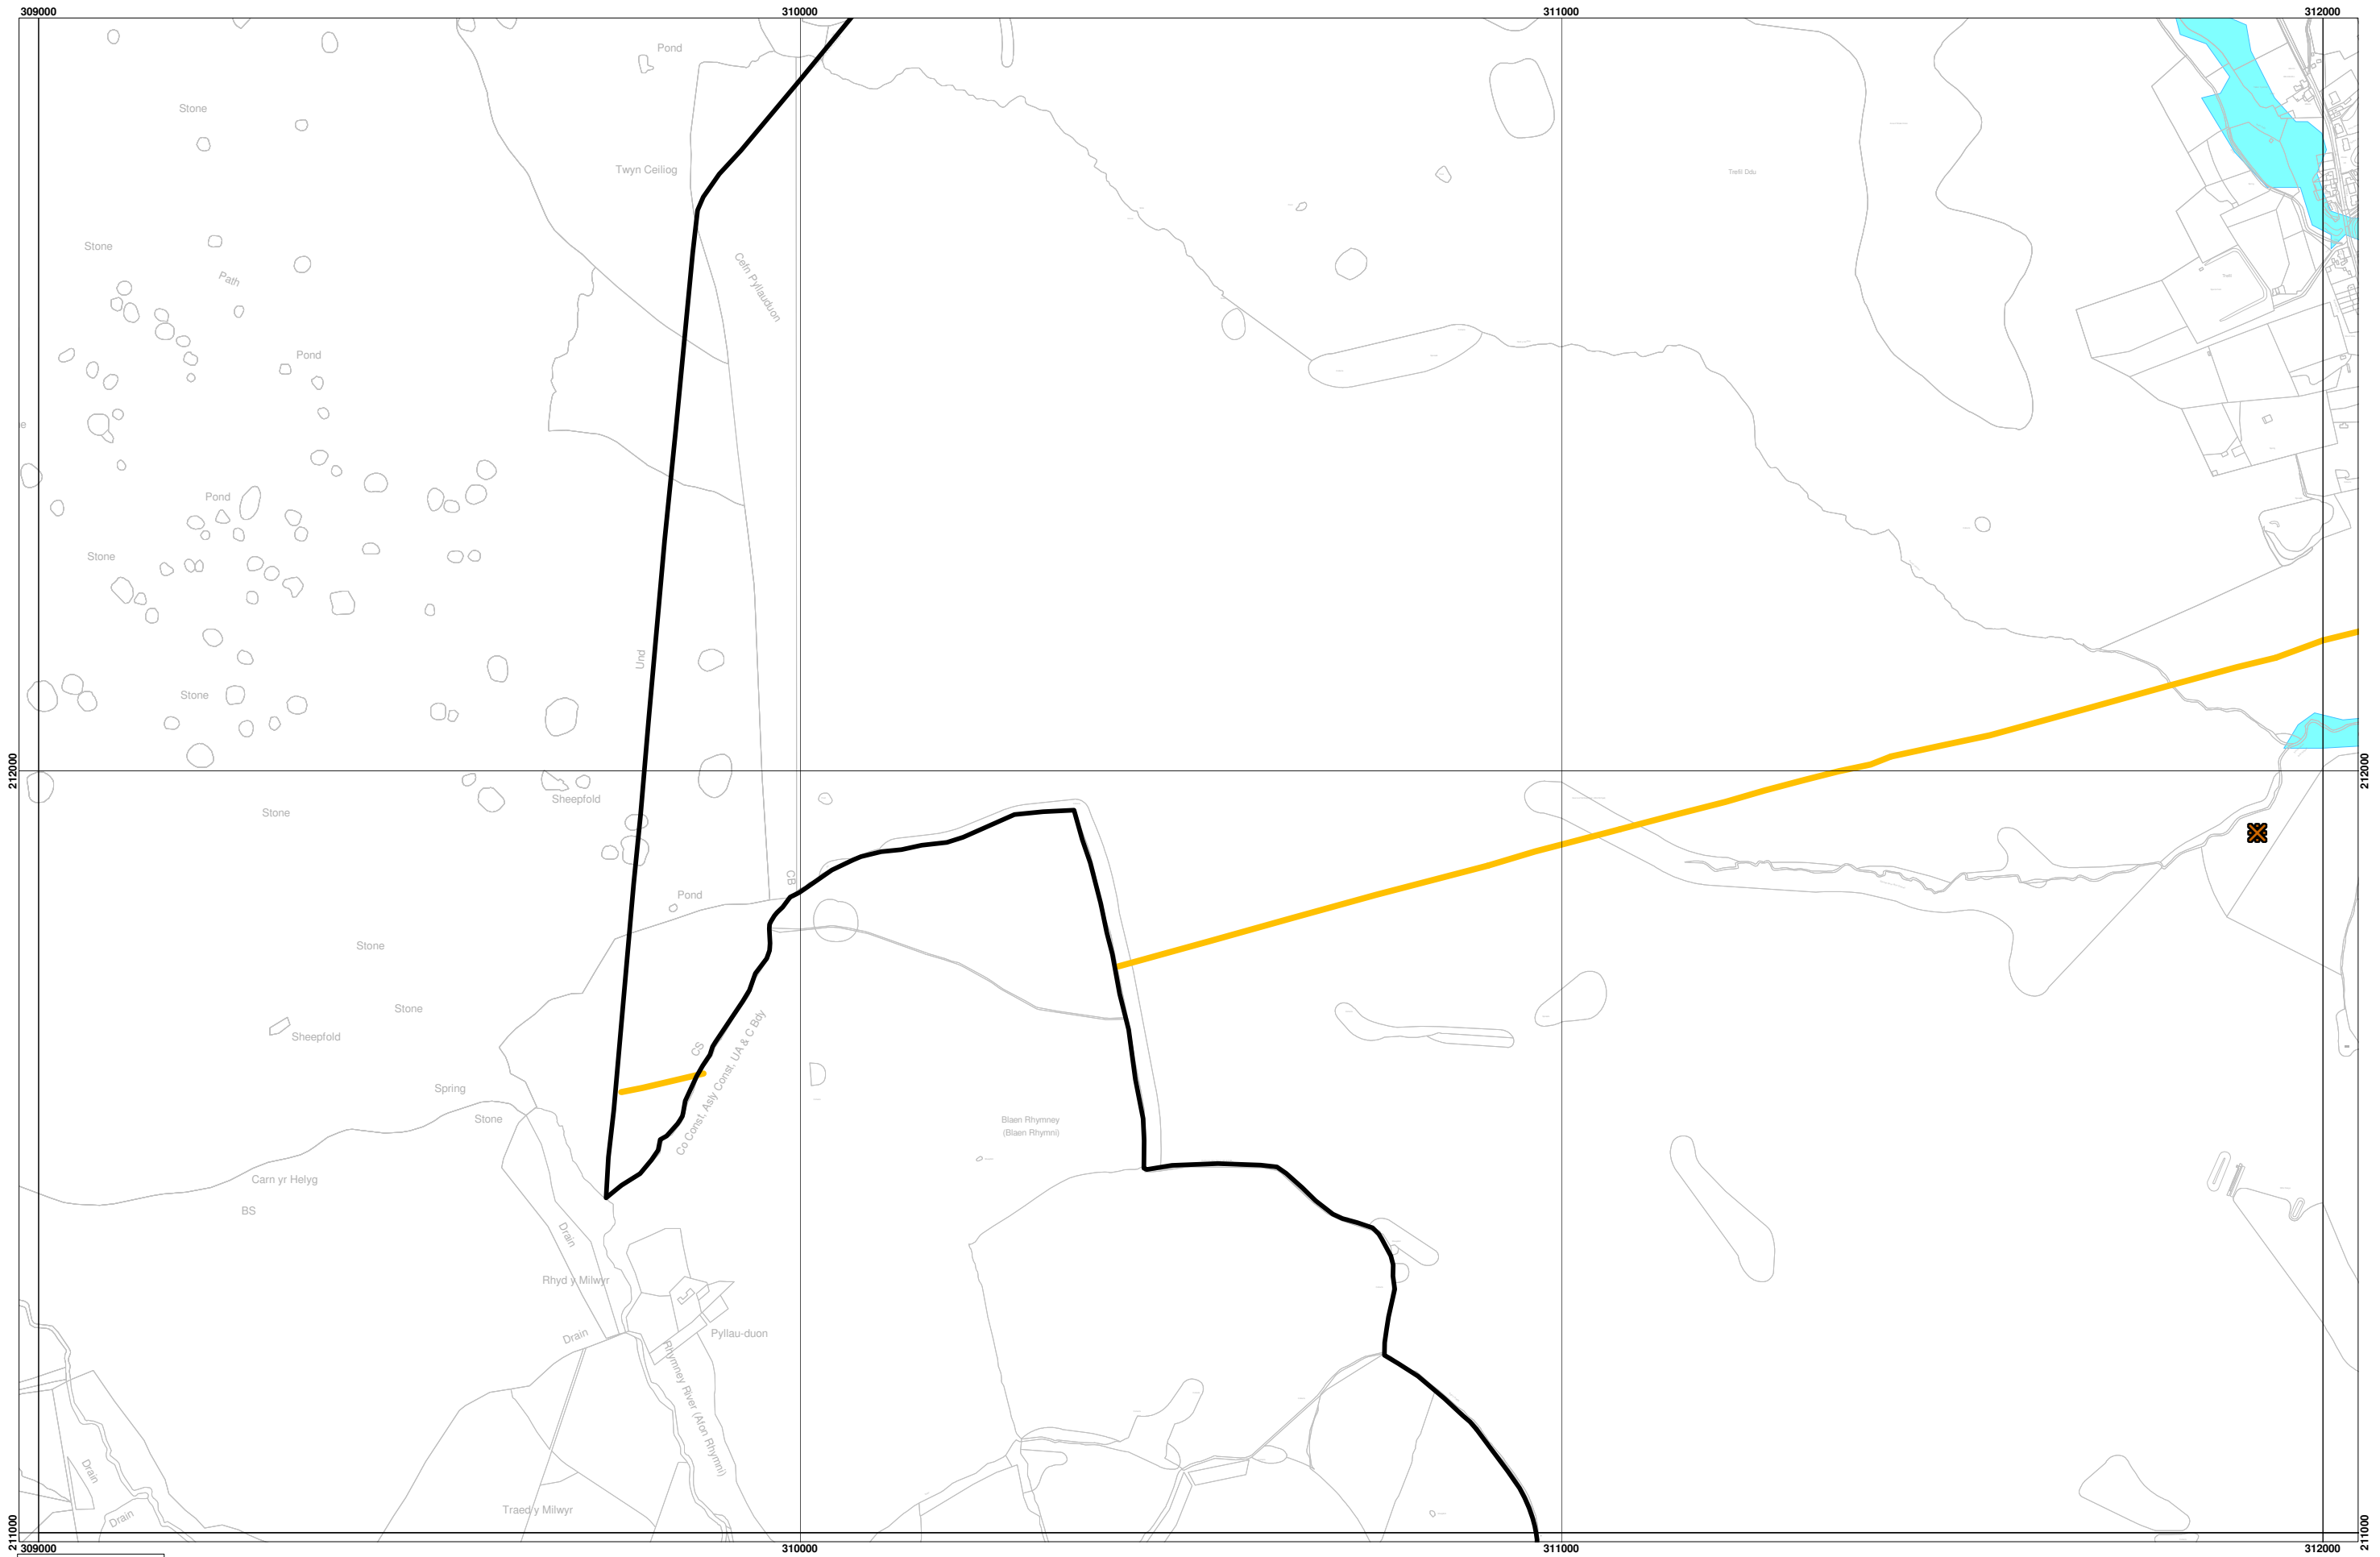 309000
310000
311000
312000
Pond
Stone
Twyn Ceiliog
Trefil Ddu
Stone
Path
Cefn Pyllauduon
Pond
e
Pond
Stone
Und
Stone
212000
212000
Sheepfold
Stone
CB
Pond
Stone
Stone
Sheepfold
CS
Co Const, Asly Const, UA & C Bdy
Spring
Stone
Blaen Rhymney
(Blaen Rhymni)
Carn yr Helyg
BS
Drain
Rhyd y Milwyr
Drain
Pyllau-duon
Rhymney River (Afon Rhymni)
Drain
Traed y Milwyr
Drain
211000
211000
309000
310000
311000
312000